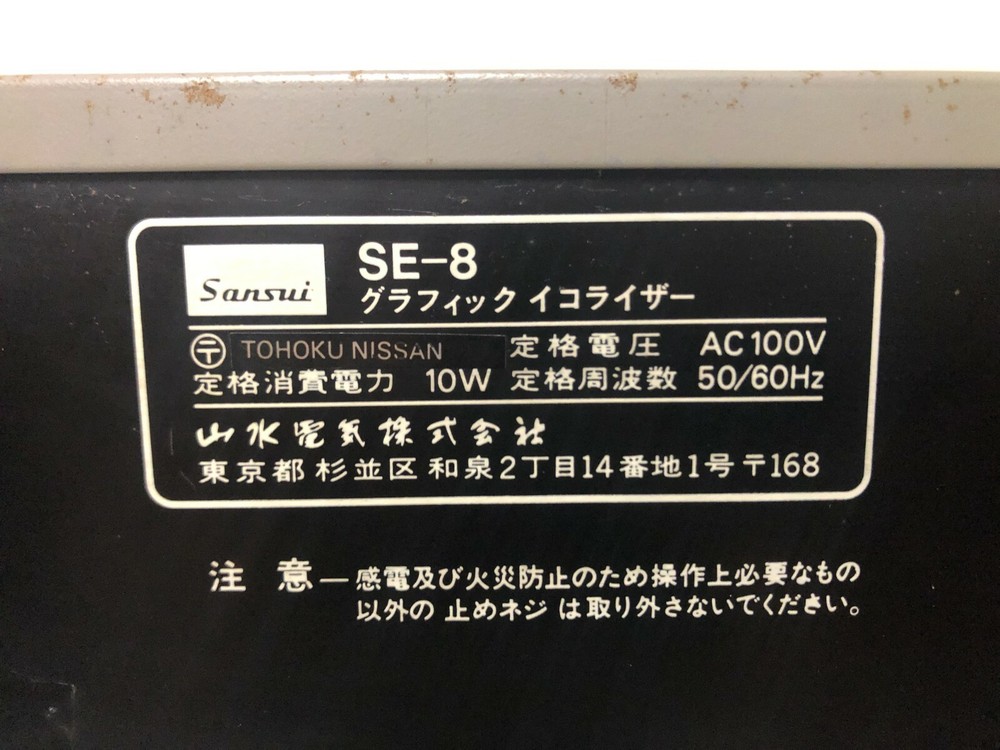 Sansui
SE-8
グラフィック イコライザー
〶 TOHOKU NISSAN 定格電圧 AC100V
定格消費電力 10W 定格周波数 50/60Hz
山水電気株式会社
東京都 杉並区 和泉2丁目14番地1号 〒168
注 意―感電及び火災防止のため操作上必要なもの
以外の 止めネジ は取り外さないでください。